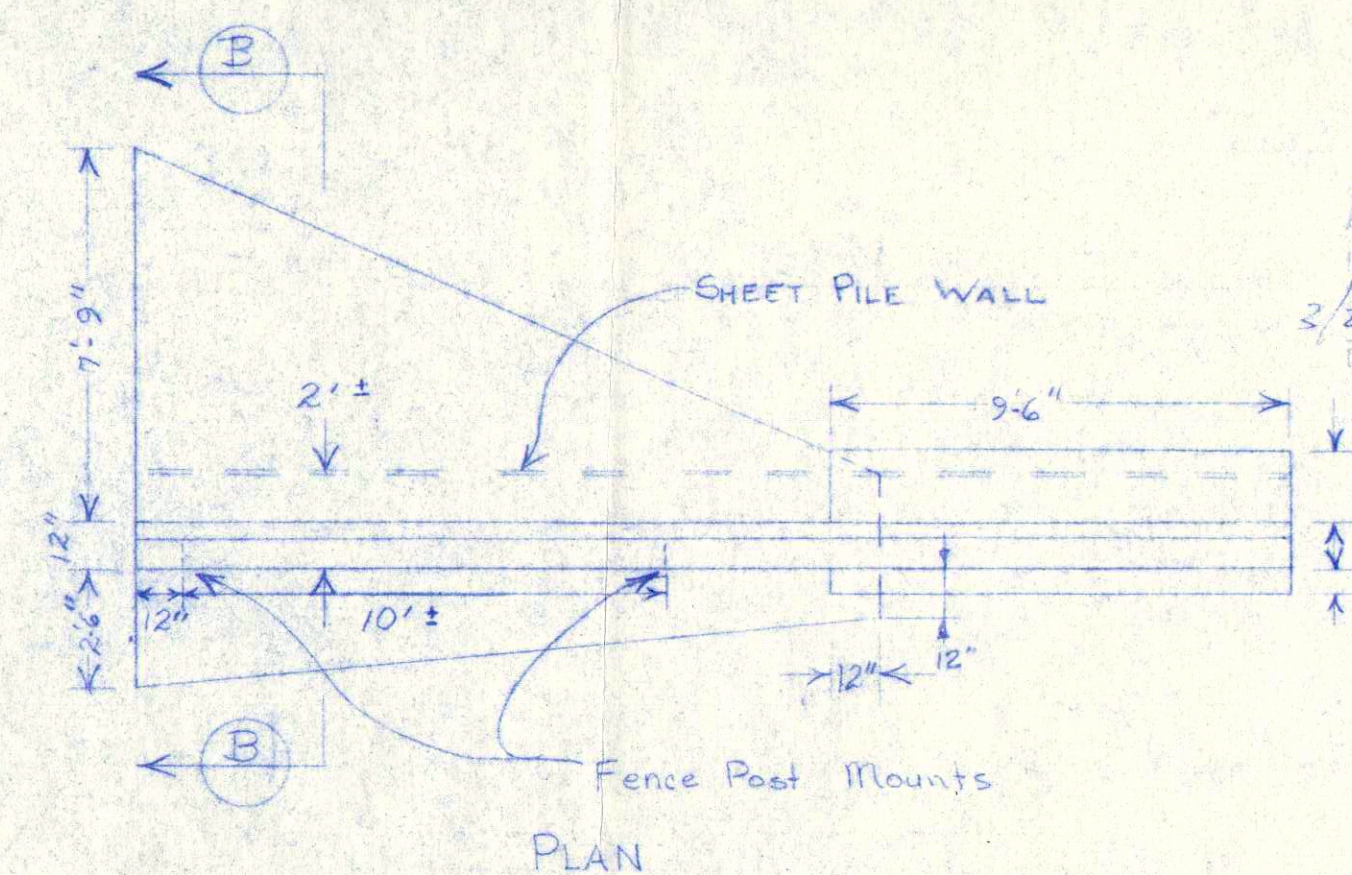 B
7'-9"
SHEET PILE WALL
2' ±
9'-6"
12"
2'-6"
12"
10' ±
12"
12"
B
Fence Post Mounts
PLAN